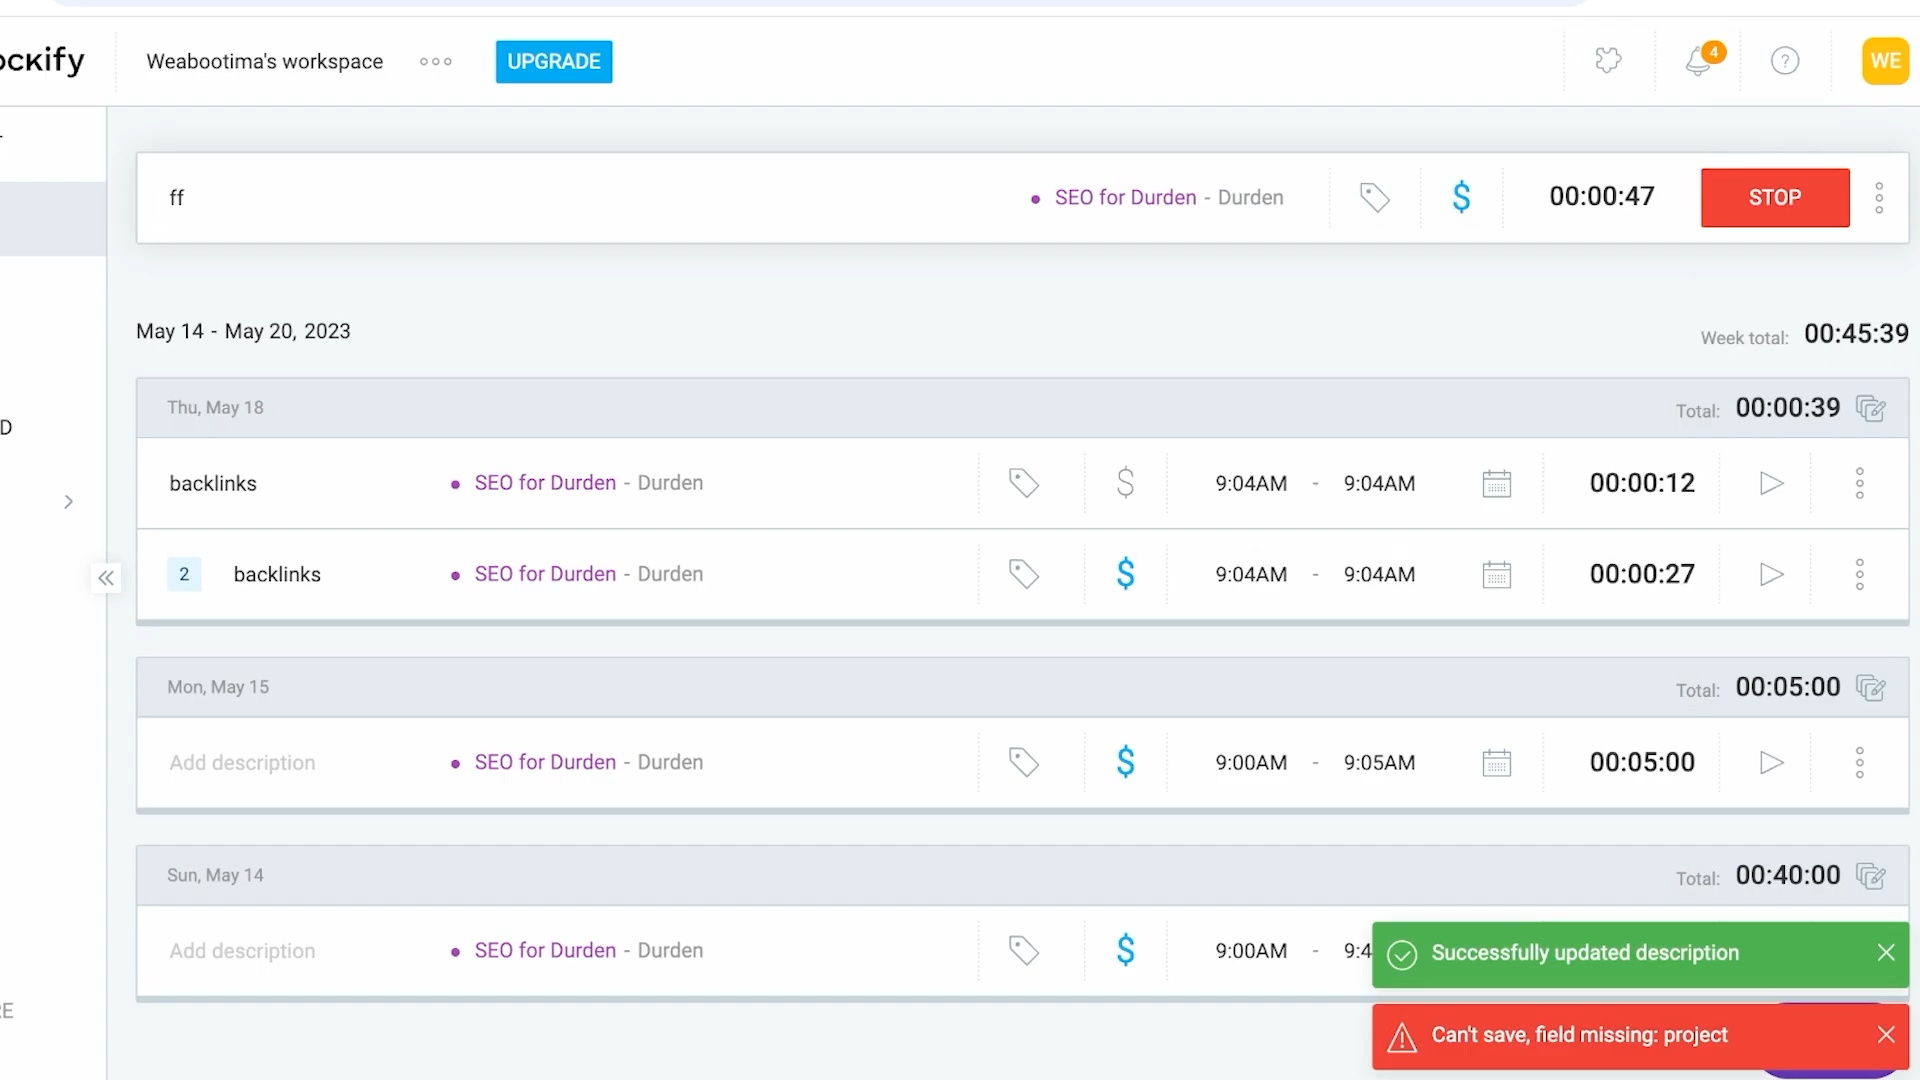 ockify
Weabootima's workspace
UPGRADE
4
?
WE
ff
SEO for Durden - Durden
$
00:00:47
STOP
May 14 - May 20, 2023
Week total: 00:45:39
Thu, May 18
Total: 00:00:39
D
backlinks
SEO for Durden - Durden
$
9:04AM - 9:04AM
00:00:12
2
backlinks
SEO for Durden - Durden
$
9:04AM - 9:04AM
00:00:27
Mon, May 15
Total: 00:05:00
Add description
SEO for Durden - Durden
$
9:00AM - 9:05AM
00:05:00
Sun, May 14
Total: 00:40:00
Add description
SEO for Durden - Durden
$
9:00AM - 9:4
Successfully updated description
RE
Can't save, field missing: project